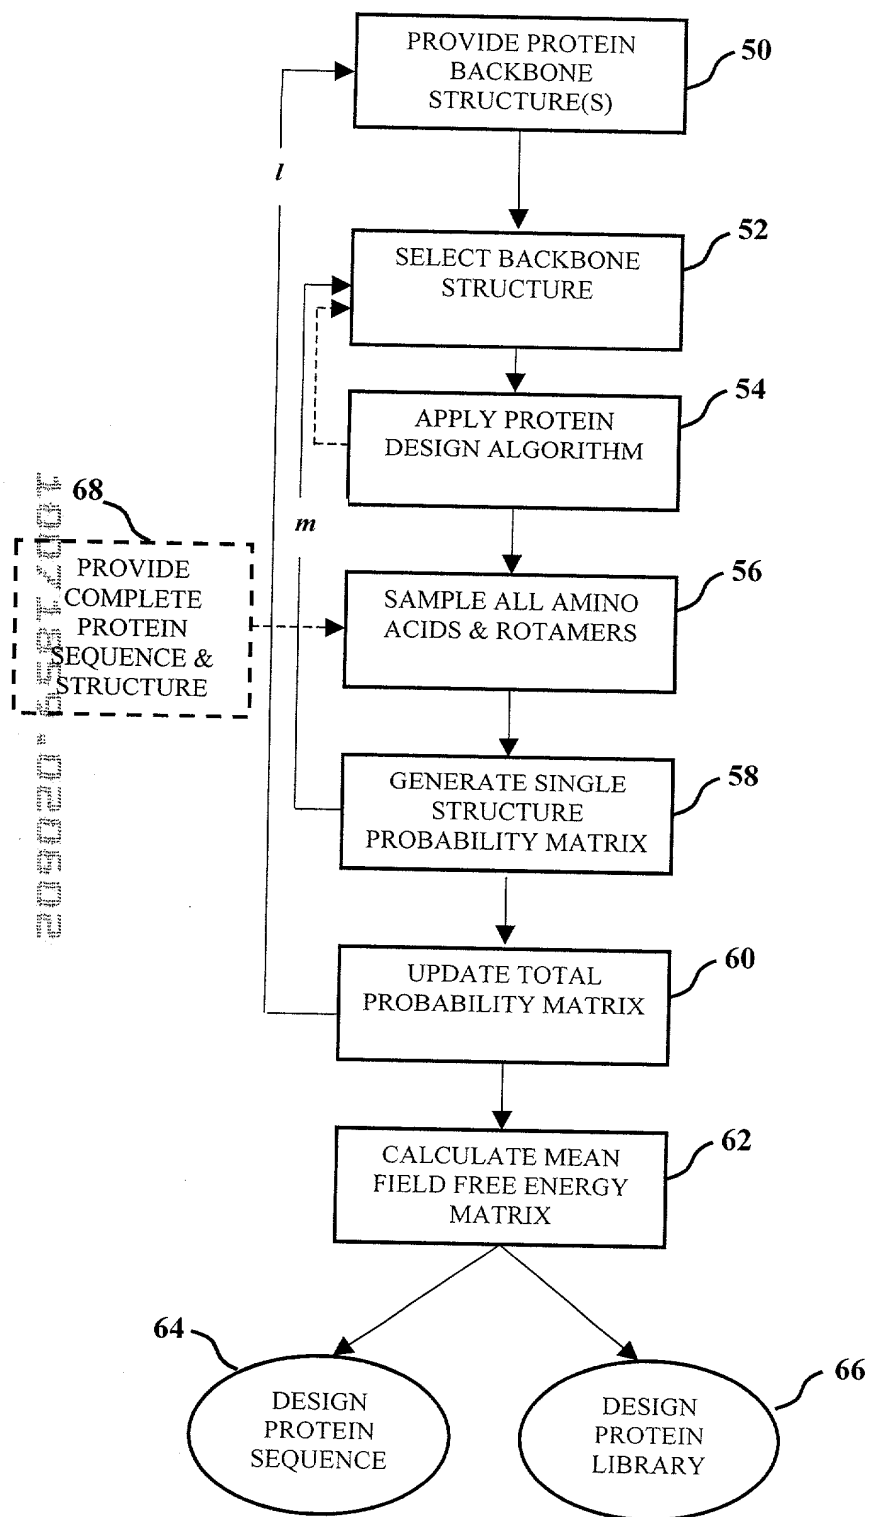 PROVIDE PROTEIN
BACKBONE
STRUCTURE(S)
50
l
SELECT BACKBONE
STRUCTURE
52
APPLY PROTEIN
DESIGN ALGORITHM
54
m
68
PROVIDE
COMPLETE
PROTEIN
SEQUENCE &
STRUCTURE
SAMPLE ALL AMINO
ACIDS & ROTAMERS
56
10071859.020602
GENERATE SINGLE
STRUCTURE
PROBABILITY MATRIX
58
UPDATE TOTAL
PROBABILITY MATRIX
60
CALCULATE MEAN
FIELD FREE ENERGY
MATRIX
62
64
DESIGN
PROTEIN
SEQUENCE
66
DESIGN
PROTEIN
LIBRARY